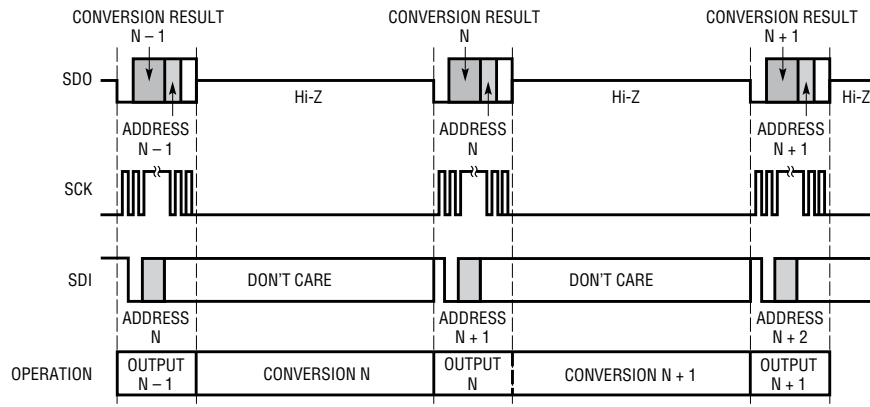 CONVERSION RESULT
N – 1
CONVERSION RESULT
N
CONVERSION RESULT
N + 1
SDO
Hi-Z
Hi-Z
Hi-Z
ADDRESS
N – 1
ADDRESS
N
ADDRESS
N + 1
SCK
SDI
DON'T CARE
DON'T CARE
ADDRESS
N
ADDRESS
N + 1
ADDRESS
N + 2
OPERATION
OUTPUT
N – 1
CONVERSION N
OUTPUT
N
CONVERSION N + 1
OUTPUT
N + 1